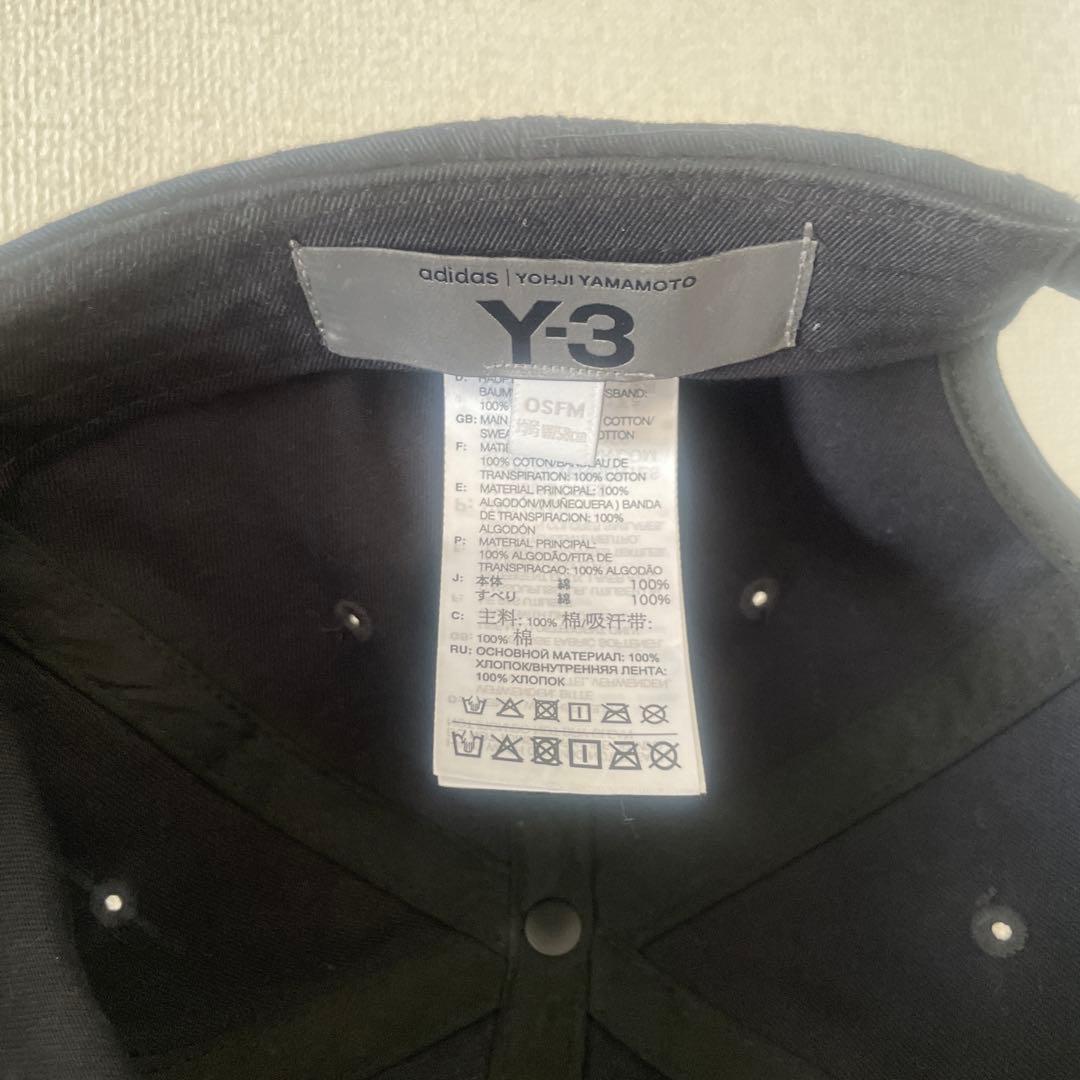 adidas | YOHJI YAMAMOTO
Y-3
OSFM
SBAND:
100%
GB: MAIN COTTON/
COTTON
F:
100% COTON/BANDEAU DE
TRANSPIRATION: 100% COTON
E: MATERIAL PRINCIPAL: 100%
ALGODÓN/(MUÑEQUERA) BANDA
DE TRANSPIRACION: 100%
ALGODÓN
P: MATERIAL PRINCIPAL:
100% ALGODÃO/FITA DE
TRANSPIRACAO: 100% ALGODÃO
J: 本体 綿 100%
すべり 綿 100%
C: 主料: 100% 棉/吸汗带:
100% 棉
RU: ОСНОВНОЙ МАТЕРИАЛ: 100%
ХЛОПОК/ВНУТРЕННЯЯ ЛЕНТА:
100% ХЛОПОК